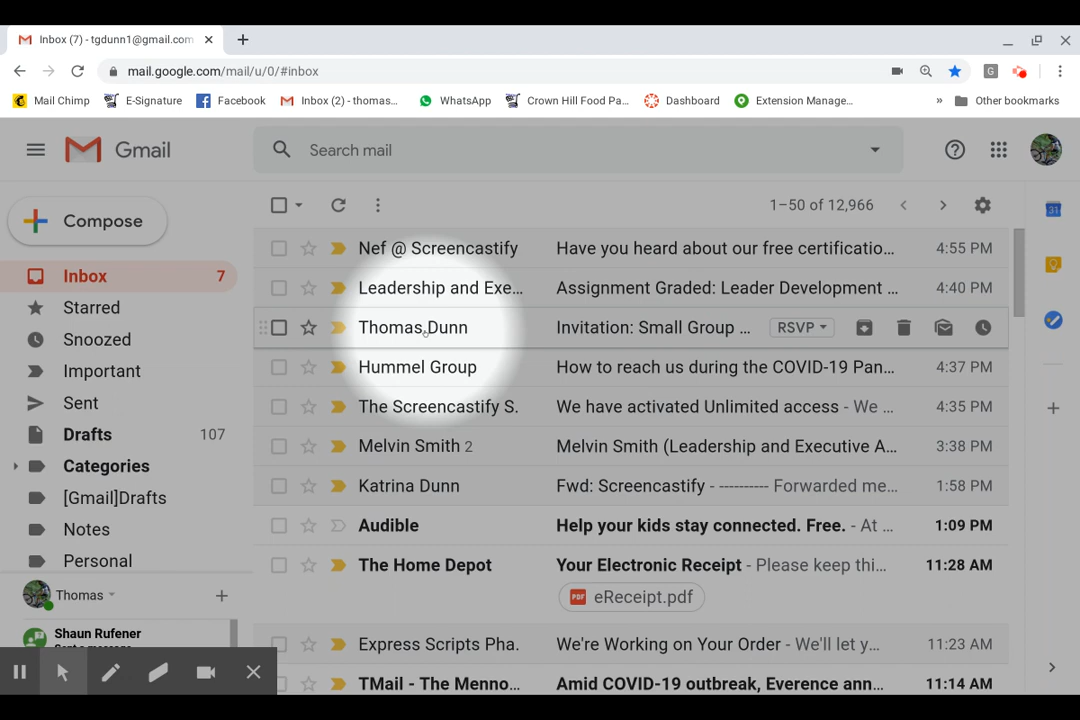 Inbox (7) - tgdunn1@gmail.com
mail.google.com/mail/u/0/#inbox
G
Mail Chimp E-Signature Facebook Inbox (2) - thomas... WhatsApp Crown Hill Food Pa... Dashboard Extension Manage... » Other bookmarks
Gmail Search mail
Compose 1–50 of 12,966
31
Inbox 7
Starred
Snoozed
Important
Sent
Drafts 107
Categories
[Gmail]Drafts
Notes
Personal
Nef @ Screencastify Have you heard about our free certificatio... 4:55 PM
Leadership and Exe... Assignment Graded: Leader Development ... 4:40 PM
Thomas Dunn Invitation: Small Group ... RSVP
Hummel Group How to reach us during the COVID-19 Pan... 4:37 PM
The Screencastify S. We have activated Unlimited access - We ... 4:35 PM
Melvin Smith 2 Melvin Smith (Leadership and Executive A... 3:38 PM
Katrina Dunn Fwd: Screencastify - ---------- Forwarded me... 1:58 PM
Audible Help your kids stay connected. Free. - At ... 1:09 PM
The Home Depot Your Electronic Receipt - Please keep thi... 11:28 AM
PDF eReceipt.pdf
Express Scripts Pha. We're Working on Your Order - We'll let y... 11:23 AM
TMail - The Menno... Amid COVID-19 outbreak, Everence ann... 11:14 AM
Thomas
Shaun Rufener